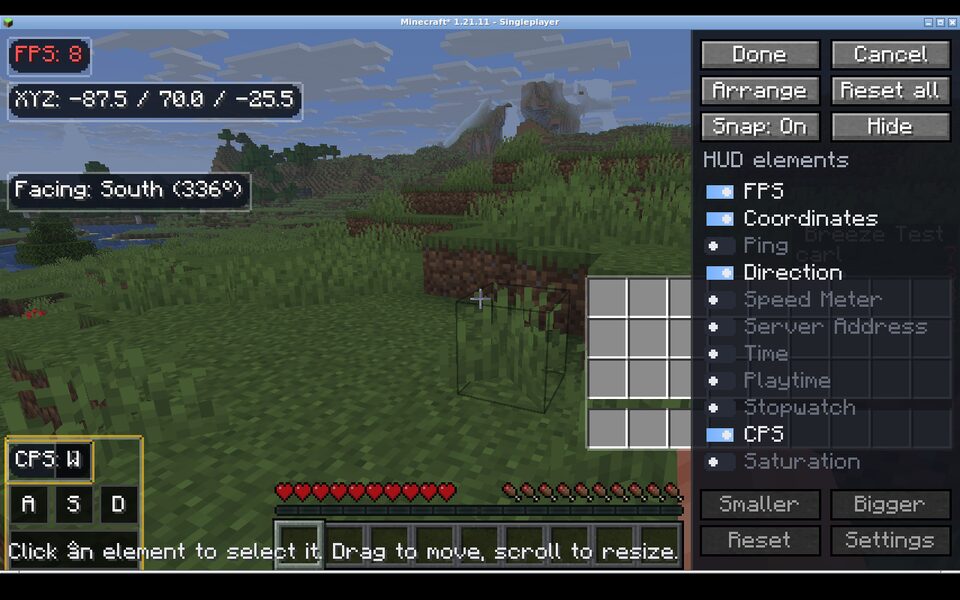 Minecraft* 1.21.11 - Singleplayer
FPS: 8
XYZ: -87.5 / 70.0 / -25.5
Facing: South (336°)
CPS: W
A S D
Click an element to select it. Drag to move, scroll to resize.
Done Cancel
Arrange Reset all
Snap: On Hide
HUD elements
FPS
Coordinates
Ping
Breeze Test
Direction
Speed Meter
Server Address
Time
Playtime
Stopwatch
CPS
Saturation
Smaller Bigger
Reset Settings